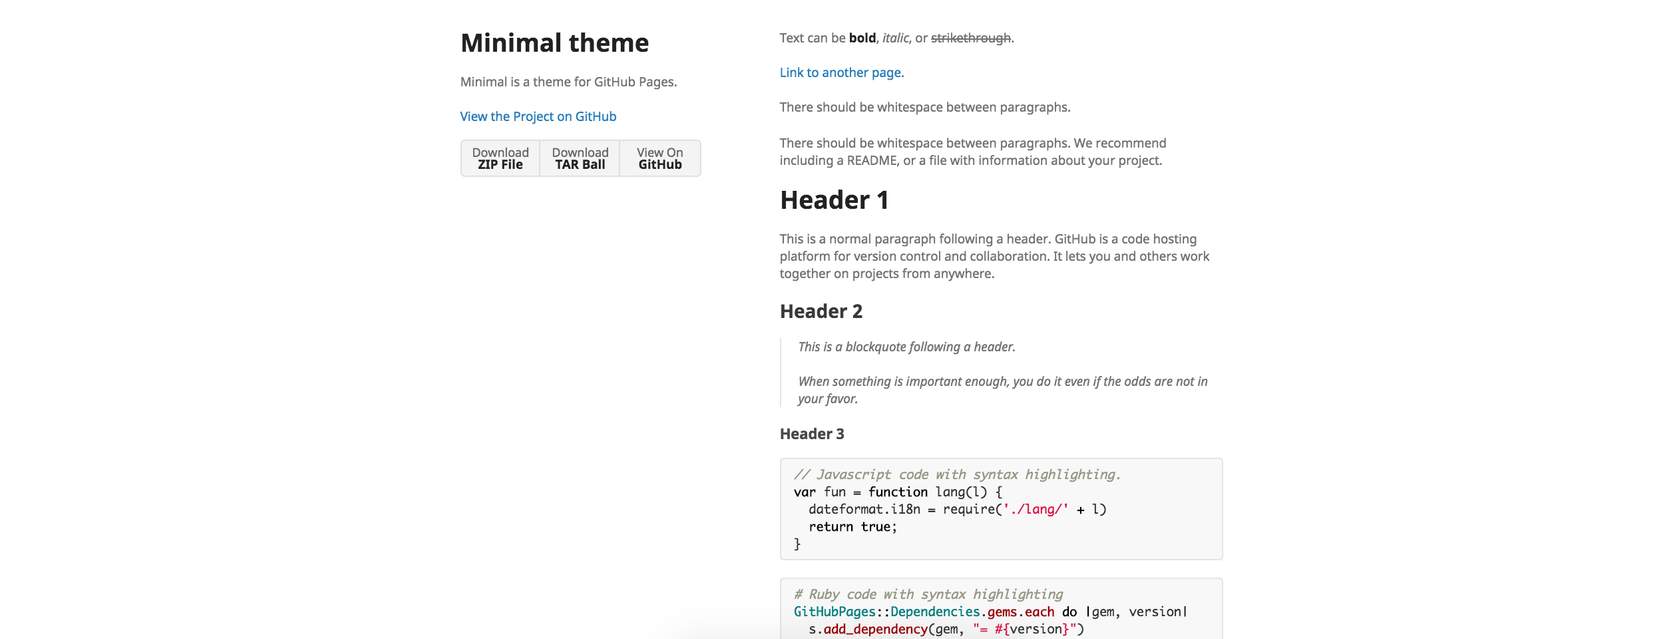 Minimal theme
Minimal is a theme for GitHub Pages.
View the Project on GitHub
Download
ZIP File
Download
TAR Ball
View On
GitHub
Text can be bold, italic, or strikethrough.
Link to another page.
There should be whitespace between paragraphs.
There should be whitespace between paragraphs. We recommend
including a README, or a file with information about your project.
Header 1
This is a normal paragraph following a header. GitHub is a code hosting
platform for version control and collaboration. It lets you and others work
together on projects from anywhere.
Header 2
This is a blockquote following a header.
When something is important enough, you do it even if the odds are not in
your favor.
Header 3
// Javascript code with syntax highlighting.
var fun = function lang(l) {
  dateformat.i18n = require('./lang/' + l)
  return true;
}
# Ruby code with syntax highlighting
GitHubPages::Dependencies.gems.each do |gem, version|
  s.add_dependency(gem, "= #{version}")